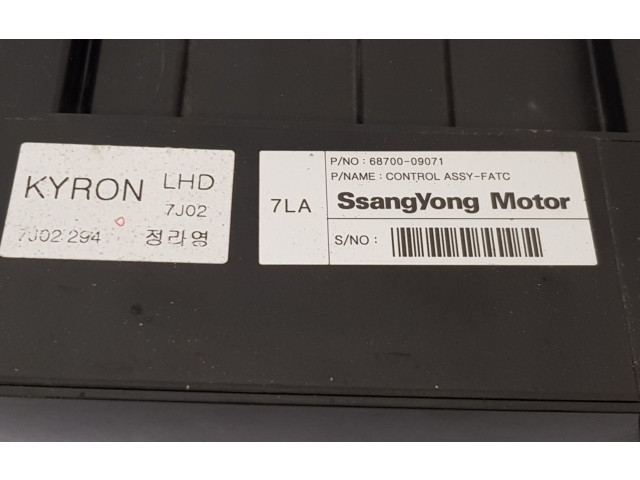 KYRON LHD
7J02
7J02 294 정라영
7LA
P/NO : 68700-09071
P/NAME : CONTROL ASSY-FATC
SsangYong Motor
S/NO :